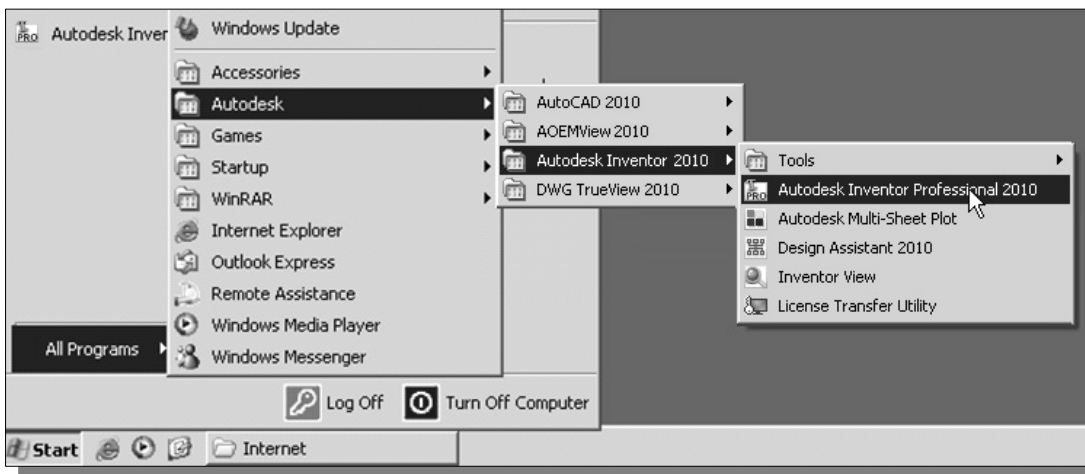 PRO Autodesk Inver
Windows Update
Accessories
Autodesk
Games
Startup
WinRAR
Internet Explorer
Outlook Express
Remote Assistance
Windows Media Player
Windows Messenger
All Programs
AutoCAD 2010
AOEMView 2010
Autodesk Inventor 2010
DWG TrueView 2010
Tools
PRO Autodesk Inventor Professional 2010
Autodesk Multi-Sheet Plot
Design Assistant 2010
Inventor View
License Transfer Utility
Log Off Turn Off Computer
Start Internet